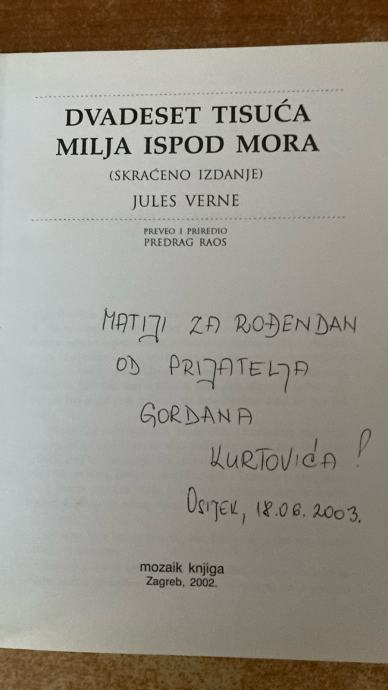 DVADESET TISUĆA
MILJA ISPOD MORA
(SKRAĆENO IZDANJE)
JULES VERNE
PREVEO I PRIREDIO
PREDRAG RAOS
MATIJI ZA ROĐENDAN
OD PRIJATELJA
GORDANA
KURTOVIĆA!
OSIJEK, 18.06.2003.
mozaik knjiga
Zagreb, 2002.